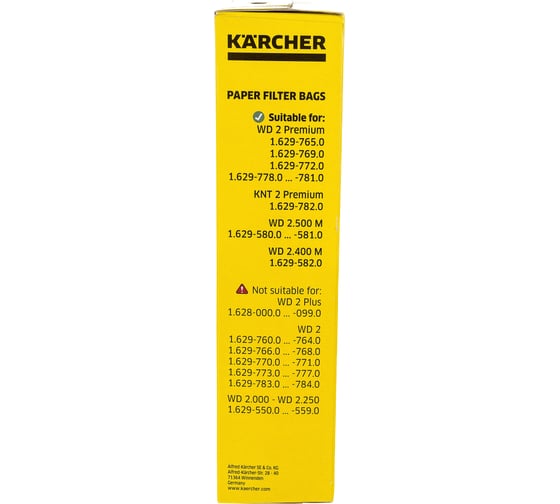 KÄRCHER
PAPER FILTER BAGS
Suitable for:
WD 2 Premium
1.629-765.0
1.629-769.0
1.629-772.0
1.629-778.0 ... -781.0
KNT 2 Premium
1.629-782.0
WD 2.500 M
1.629-580.0 ... -581.0
WD 2.400 M
1.629-582.0
Not suitable for:
WD 2 Plus
1.628-000.0 ... -099.0
WD 2
1.629-760.0 ... -764.0
1.629-766.0 ... -768.0
1.629-770.0 ... -771.0
1.629-773.0 ... -777.0
1.629-783.0 ... -784.0
WD 2.000 - WD 2.250
1.629-550.0 ... -559.0
Alfred Kärcher SE & Co. KG
Alfred-Kärcher-Str. 28 - 40
71364 Winnenden
Germany
www.kaercher.com